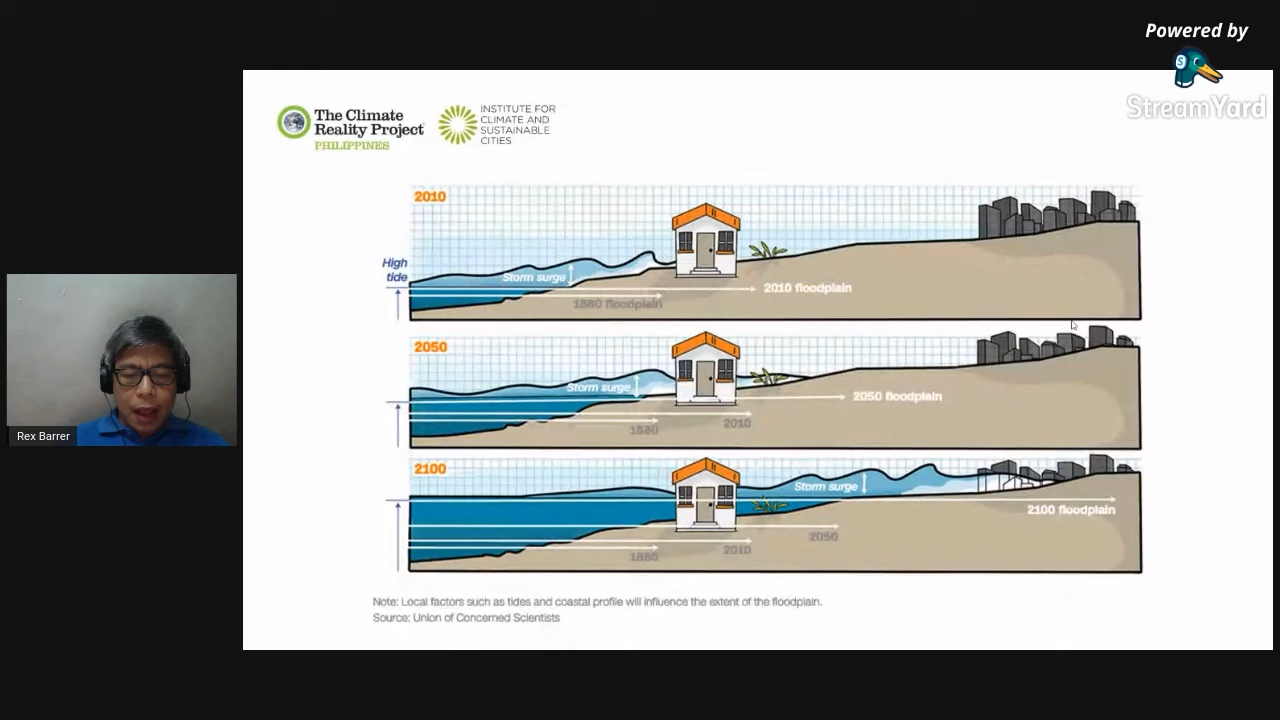 Powered by
StreamYard
The Climate
Reality Project
PHILIPPINES
INSTITUTE FOR
CLIMATE AND
SUSTAINABLE
CITIES
2010
High
tide
Storm surge
2010 floodplain
1880 floodplain
2050
Storm surge
2050 floodplain
2010
1880
2100
Storm surge
2100 floodplain
2050
2010
1880
Note: Local factors such as tides and coastal profile will influence the extent of the floodplain.
Source: Union of Concerned Scientists
Rex Barrer
S